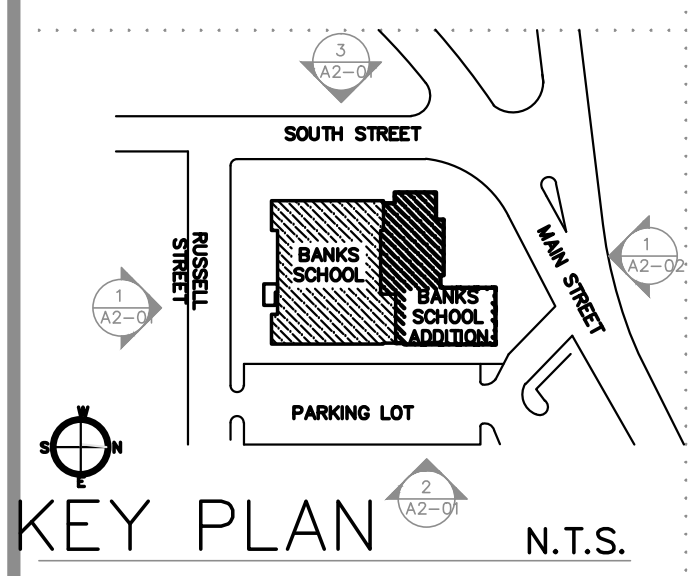 3
A2-01
SOUTH STREET
RUSSELL
STREET
BANKS
SCHOOL
BANKS
SCHOOL
ADDITION
MAIN STREET
1
A2-02
1
A2-01
PARKING LOT
W
S
N
E
2
A2-01
KEY PLAN
N.T.S.